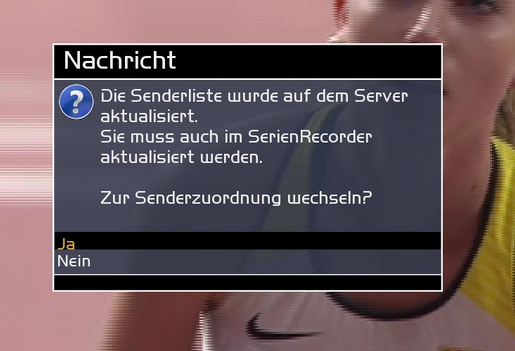 Nachricht
Die Senderliste wurde auf dem Server
aktualisiert.
Sie muss auch im SerienRecorder
aktualisiert werden.
Zur Senderzuordnung wechseln?
Ja
Nein